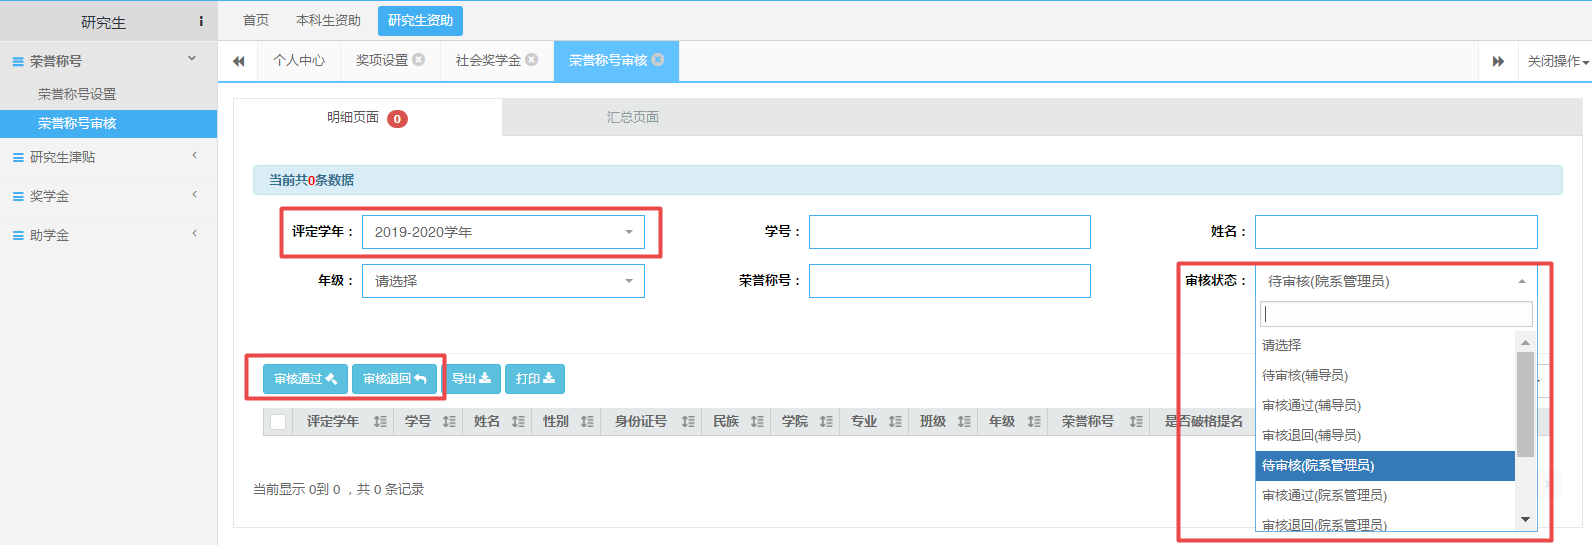 研究生
首页 本科生资助 研究生资助
个人中心 奖项设置 社会奖学金 荣誉称号审核 关闭操作
荣誉称号
荣誉称号设置
荣誉称号审核
研究生津贴
奖学金
助学金
明细页面 0 汇总页面
当前共0条数据
评定学年： 2019-2020学年 学号： 姓名：
年级： 请选择 荣誉称号： 审核状态： 待审核(院系管理员)
请选择
待审核(辅导员)
审核通过(辅导员)
审核退回(辅导员)
待审核(院系管理员)
审核通过(院系管理员)
审核退回(院系管理员)
审核通过 审核退回 导出 打印
评定学年 学号 姓名 性别 身份证号 民族 学院 专业 班级 年级 荣誉称号 是否破格提名
当前显示 0到 0 ，共 0 条记录